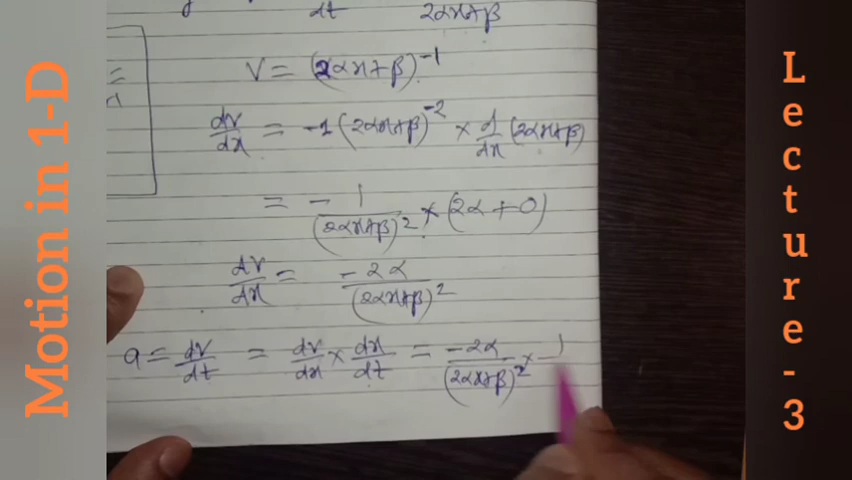 Motion in 1-D
dt 2αx+β
V = (2αx+β)⁻¹
dV/dx = -1(2αx+β)⁻² × d/dx (2αx+β)
= - 1/(2αx+β)² × (2α+0)
dV/dx = -2α/(2αx+β)²
a = dV/dt = dV/dx × dx/dt = -2α/(2αx+β)² × 1
Lecture-3